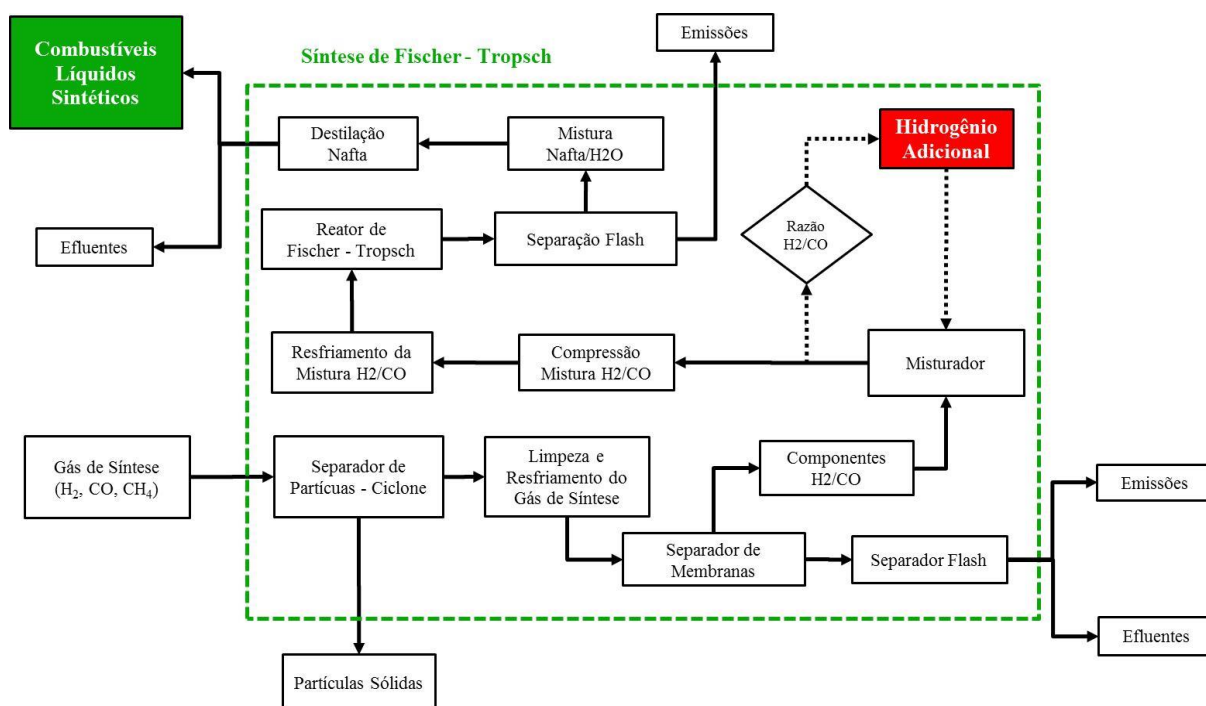 Combustíveis
Líquidos
Sintéticos
Emissões
Síntese de Fischer - Tropsch
Destilação
Nafta
Mistura
Nafta/H2O
Hidrogênio
Adicional
Efluentes
Reator de
Fischer - Tropsch
Separação Flash
Razão
H2/CO
Resfriamento da
Mistura H2/CO
Compressão
Mistura H2/CO
Misturador
Gás de Síntese
(H₂, CO, CH₄)
Separador de
Partícuas - Ciclone
Limpeza e
Resfriamento do
Gás de Síntese
Componentes
H2/CO
Emissões
Separador de
Membranas
Separador Flash
Efluentes
Partículas Sólidas